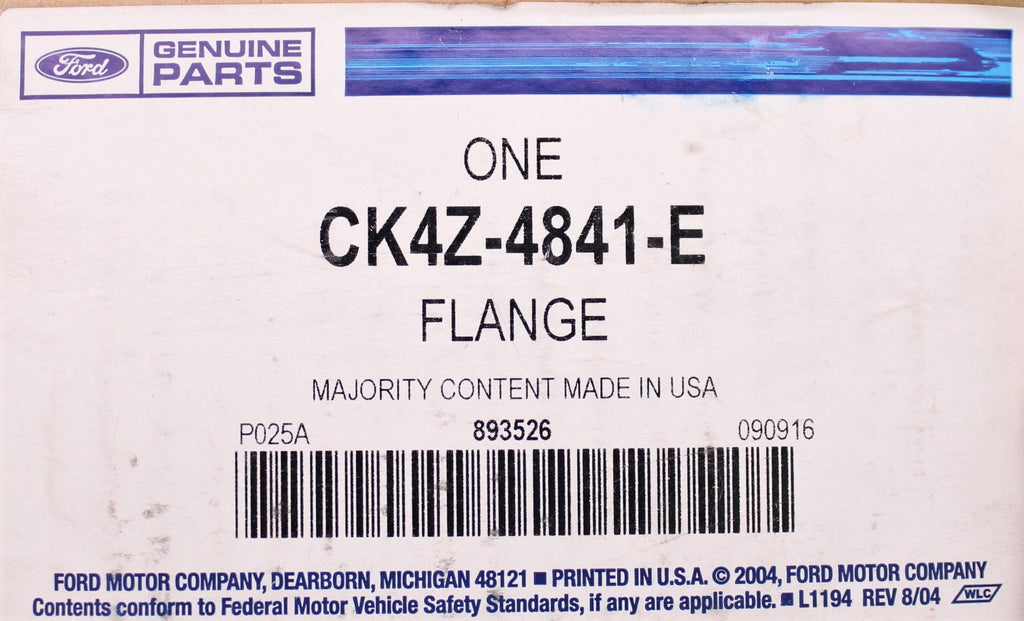 Ford GENUINE PARTS
ONE
CK4Z-4841-E
FLANGE
MAJORITY CONTENT MADE IN USA
P025A 893526 090916
FORD MOTOR COMPANY, DEARBORN, MICHIGAN 48121 ■ PRINTED IN U.S.A. © 2004, FORD MOTOR COMPANY
Contents conform to Federal Motor Vehicle Safety Standards, if any are applicable. ■ L1194 REV 8/04 WLC